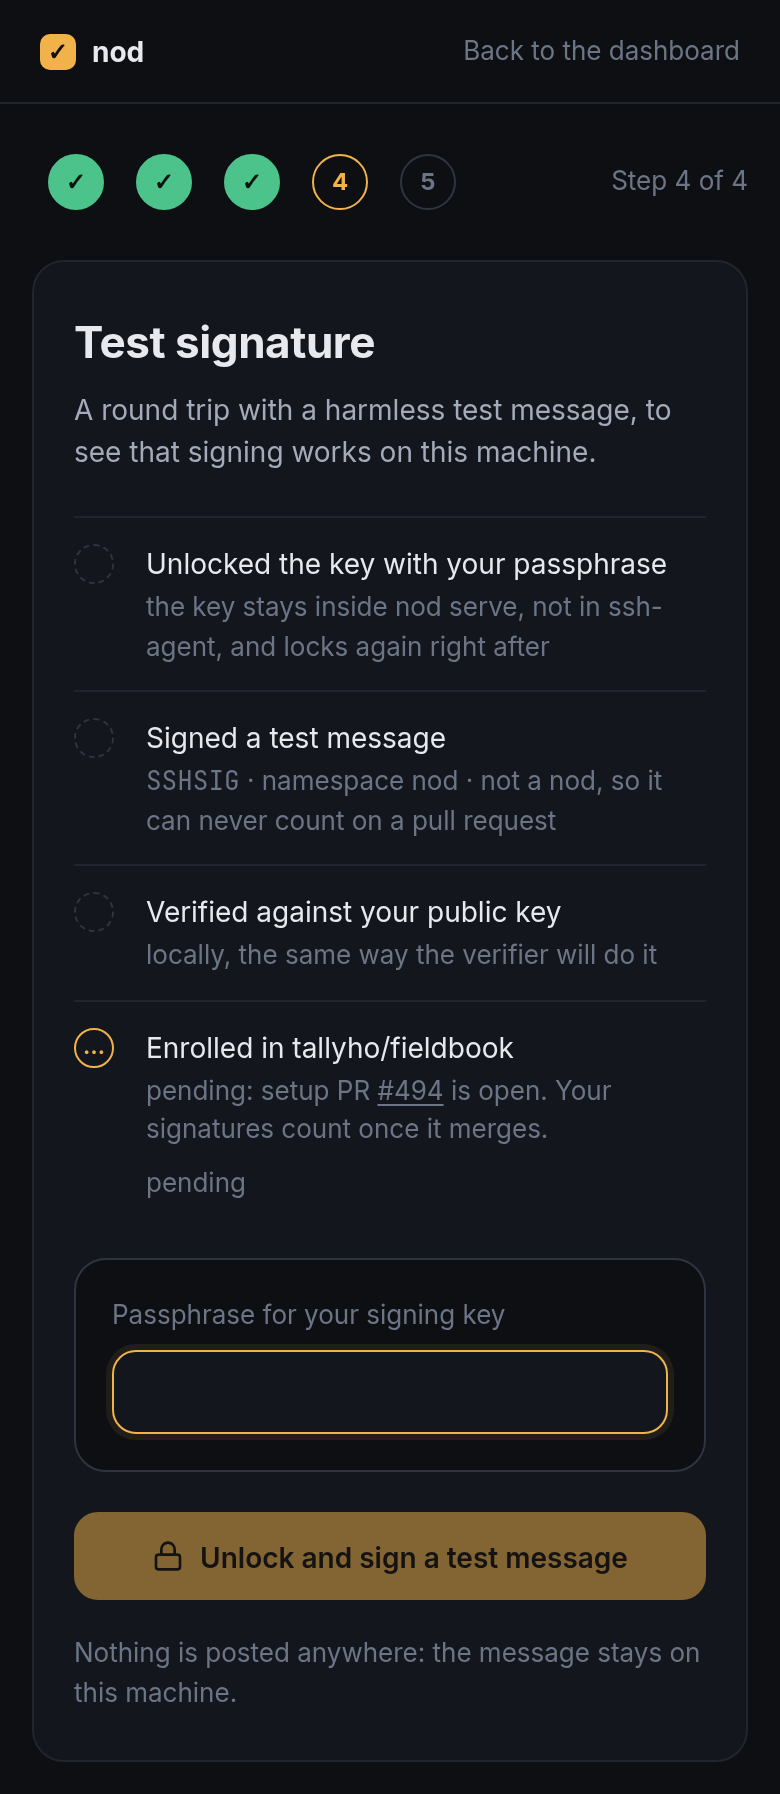 ✓ nod
Back to the dashboard
✓ ✓ ✓ 4 5
Step 4 of 4
Test signature
A round trip with a harmless test message, to
see that signing works on this machine.
Unlocked the key with your passphrase
the key stays inside nod serve, not in ssh-
agent, and locks again right after
Signed a test message
SSHSIG · namespace nod · not a nod, so it
can never count on a pull request
Verified against your public key
locally, the same way the verifier will do it
... Enrolled in tallyho/fieldbook
pending: setup PR #494 is open. Your
signatures count once it merges.
pending
Passphrase for your signing key
Unlock and sign a test message
Nothing is posted anywhere: the message stays on
this machine.